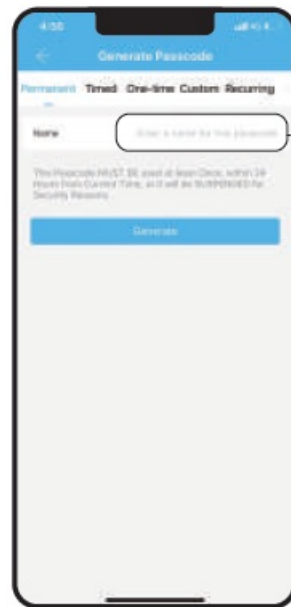 4:50
Generate Passcode
Permanent Timed One-time Custom Recurring
Name Enter a name for this passcode
This Passcode MUST BE used at least Once, within 24
Hours from Current Time, or it will be SUSPENDED for
Security Reasons.
Generate